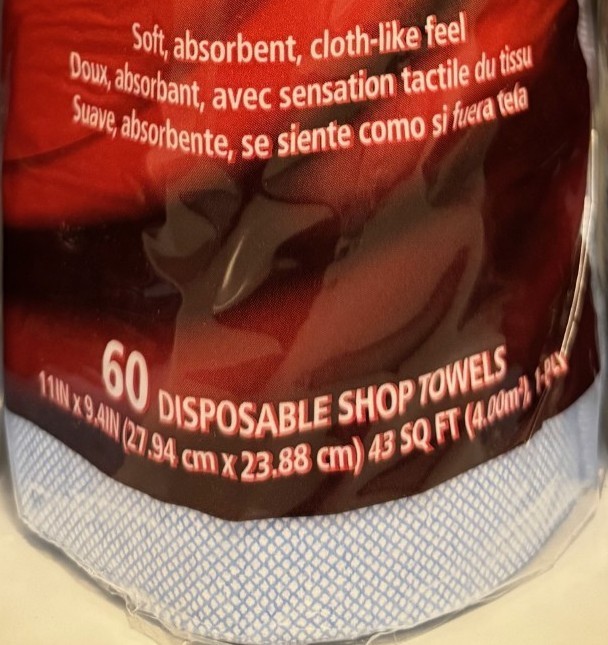 Soft, absorbent, cloth-like feel
Doux, absorbant, avec sensation tactile du tissu
Suave, absorbente, se siente como si fuera tela
60 DISPOSABLE SHOP TOWELS
11IN x 9.4IN (27.94 cm x 23.88 cm) 43 SQ FT (4.00m²), 1-PLY